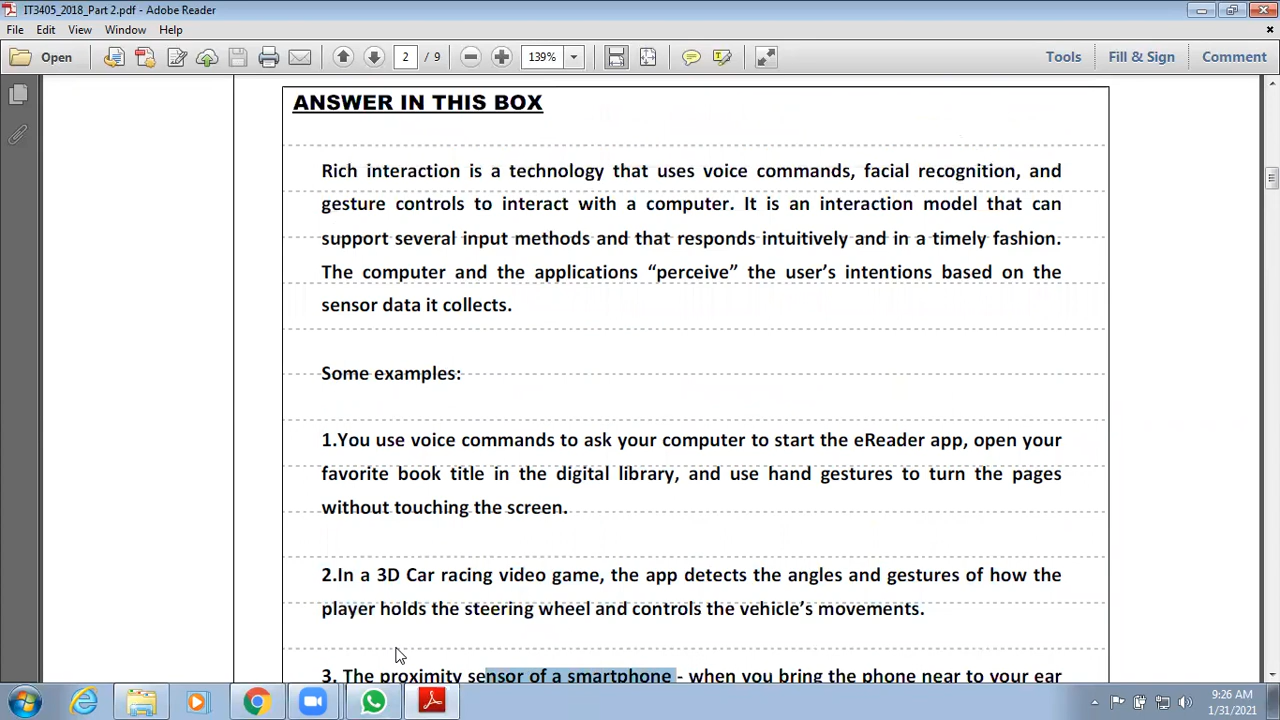 IT3405_2018_Part 2.pdf - Adobe Reader
File Edit View Window Help
Open 2 / 9 139% Tools Fill & Sign Comment
ANSWER IN THIS BOX
Rich interaction is a technology that uses voice commands, facial recognition, and
gesture controls to interact with a computer. It is an interaction model that can
support several input methods and that responds intuitively and in a timely fashion.
The computer and the applications “perceive” the user’s intentions based on the
sensor data it collects.
Some examples:
1.You use voice commands to ask your computer to start the eReader app, open your
favorite book title in the digital library, and use hand gestures to turn the pages
without touching the screen.
2.In a 3D Car racing video game, the app detects the angles and gestures of how the
player holds the steering wheel and controls the vehicle’s movements.
3. The proximity sensor of a smartphone - when you bring the phone near to your ear
9:26 AM
1/31/2021